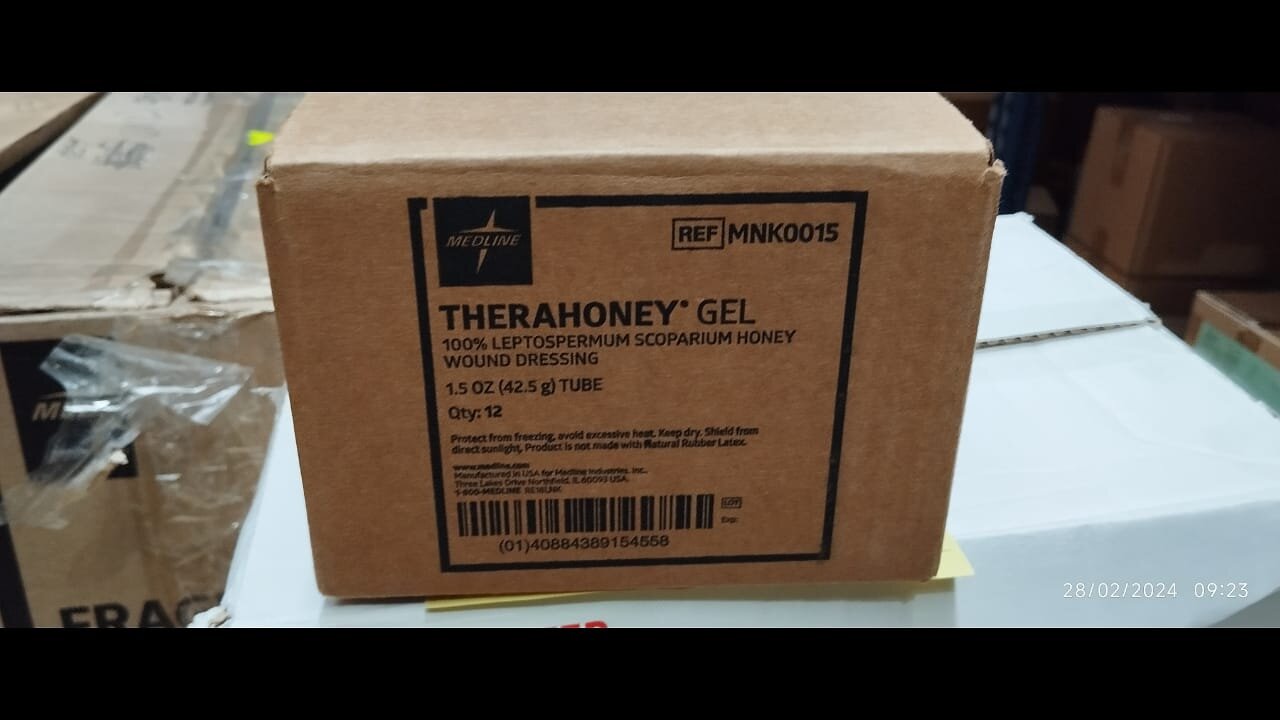 MEDLINE
REF MNK0015
THERAHONEY® GEL
100% LEPTOSPERMUM SCOPARIUM HONEY
WOUND DRESSING
1.5 OZ (42.5 g) TUBE
Qty: 12
Protect from freezing, avoid excessive heat. Keep dry. Shield from
direct sunlight, Product is not made with Natural Rubber Latex.
www.medline.com
Manufactured in USA for Medline Industries, Inc.,
Three Lakes Drive Northfield, IL 60093 USA.
1-800-MEDLINE
LOT
Exp:
(01)40884389154558
28/02/2024 09:23